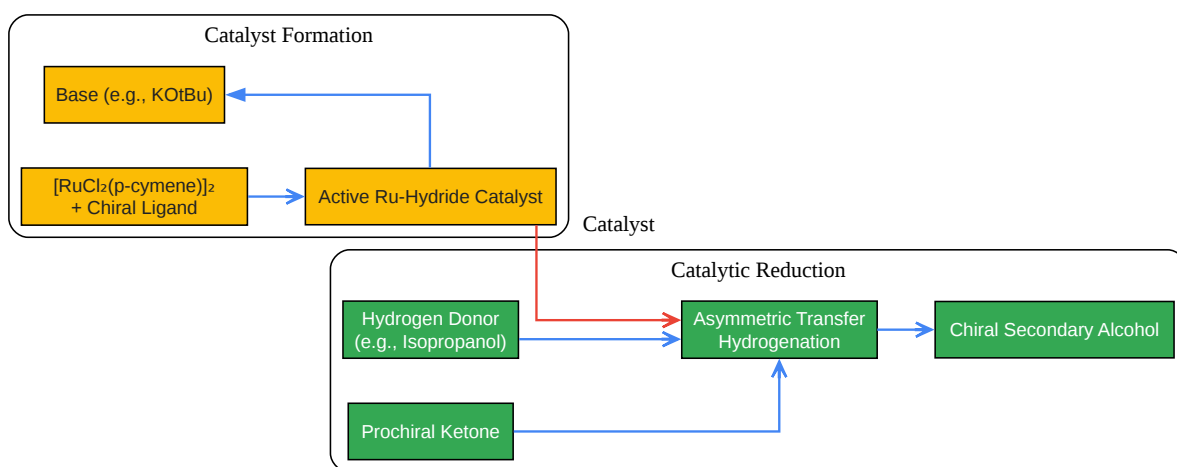 Catalyst Formation
Base (e.g., KOtBu)
[RuCl₂(p-cymene)]₂
+ Chiral Ligand
Active Ru-Hydride Catalyst
Catalyst
Catalytic Reduction
Hydrogen Donor
(e.g., Isopropanol)
Asymmetric Transfer
Hydrogenation
Chiral Secondary Alcohol
Prochiral Ketone